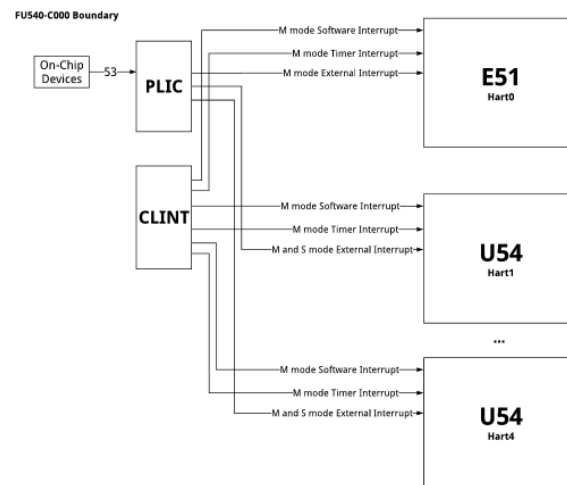 FU540-C000 Boundary
On-Chip
Devices
53
PLIC
CLINT
M mode Software Interrupt
M mode Timer Interrupt
M mode External Interrupt
E51
Hart0
M mode Software Interrupt
M mode Timer Interrupt
M and S mode External Interrupt
U54
Hart1
...
M mode Software Interrupt
M mode Timer Interrupt
M and S mode External Interrupt
U54
Hart4